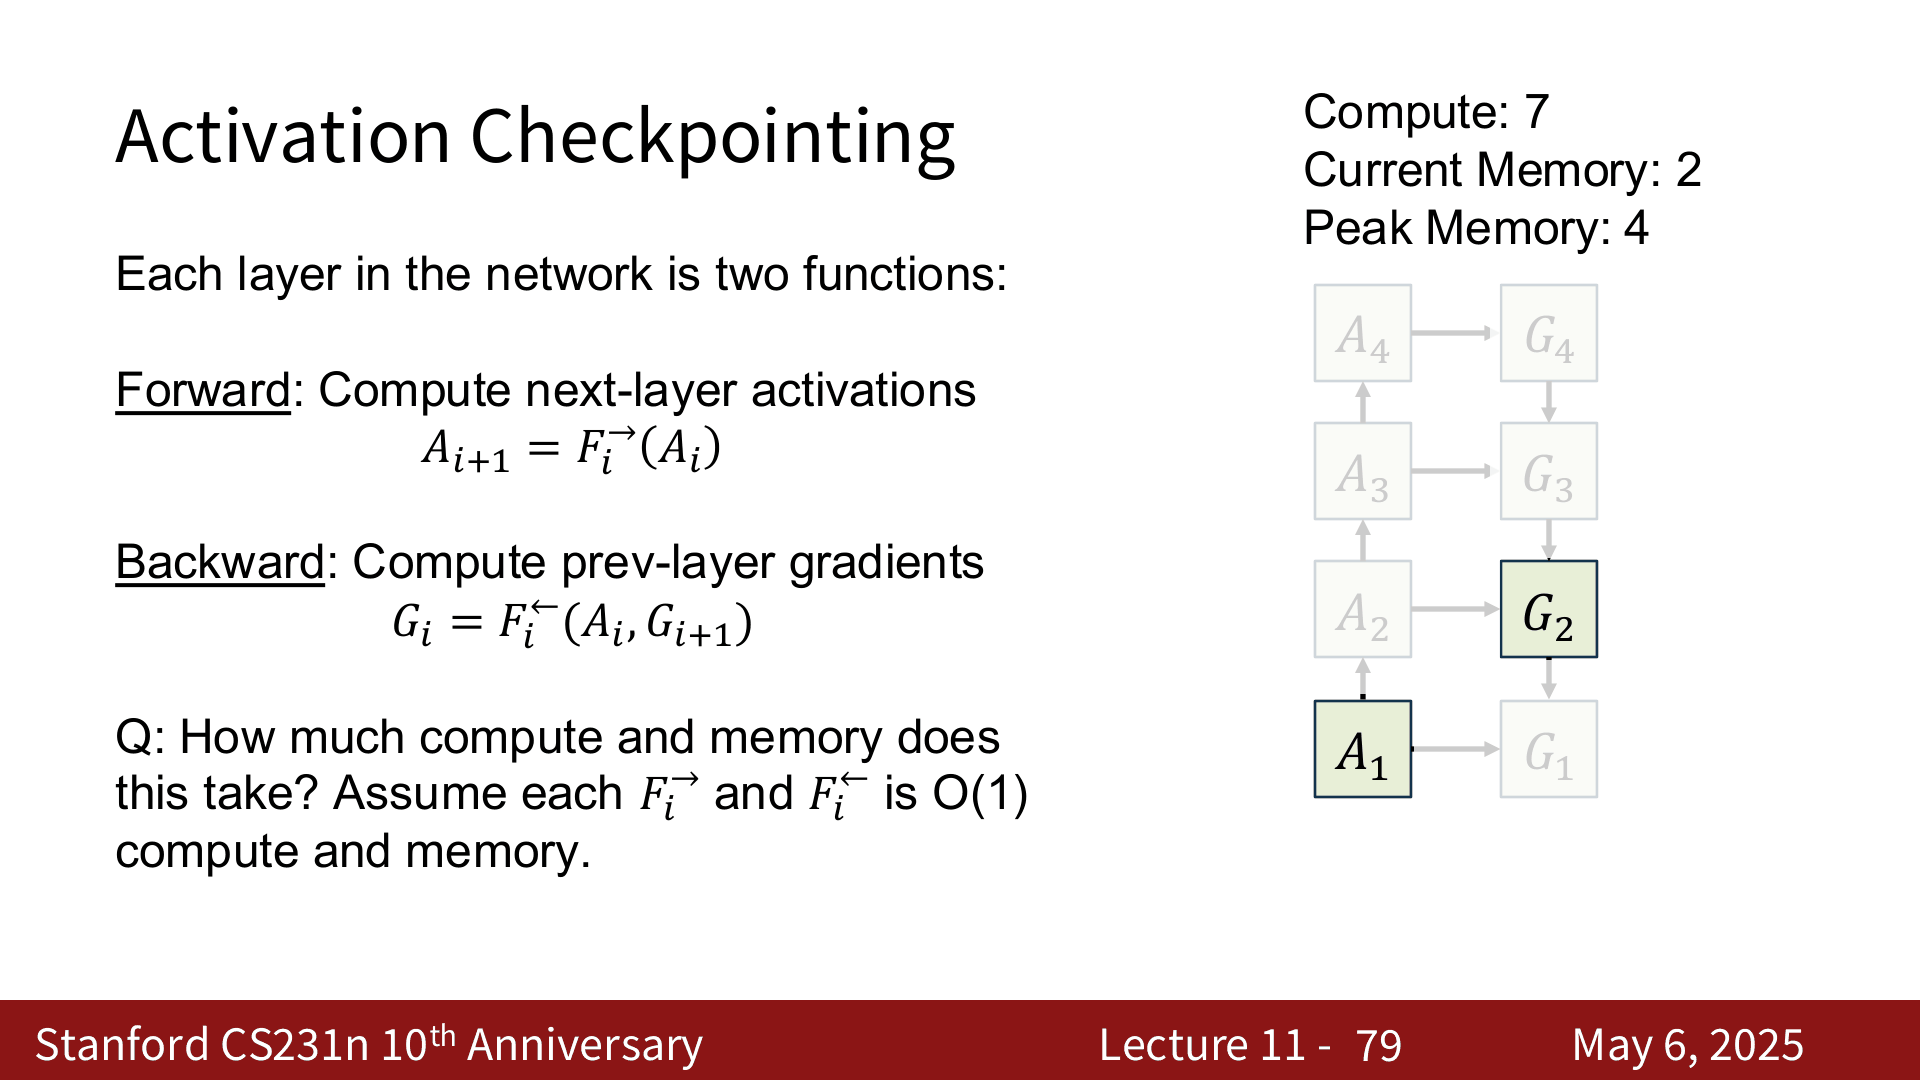 Activation Checkpointing
Each layer in the network is two functions:
Forward: Compute next-layer activations
A_{i+1} = F_i^→(A_i)
Backward: Compute prev-layer gradients
G_i = F_i^←(A_i, G_{i+1})
Q: How much compute and memory does
this take? Assume each F_i^→ and F_i^← is O(1)
compute and memory.
Compute: 7
Current Memory: 2
Peak Memory: 4
A_4 G_4
A_3 G_3
A_2 G_2
A_1 G_1
Stanford CS231n 10th Anniversary Lecture 11 - 79 May 6, 2025